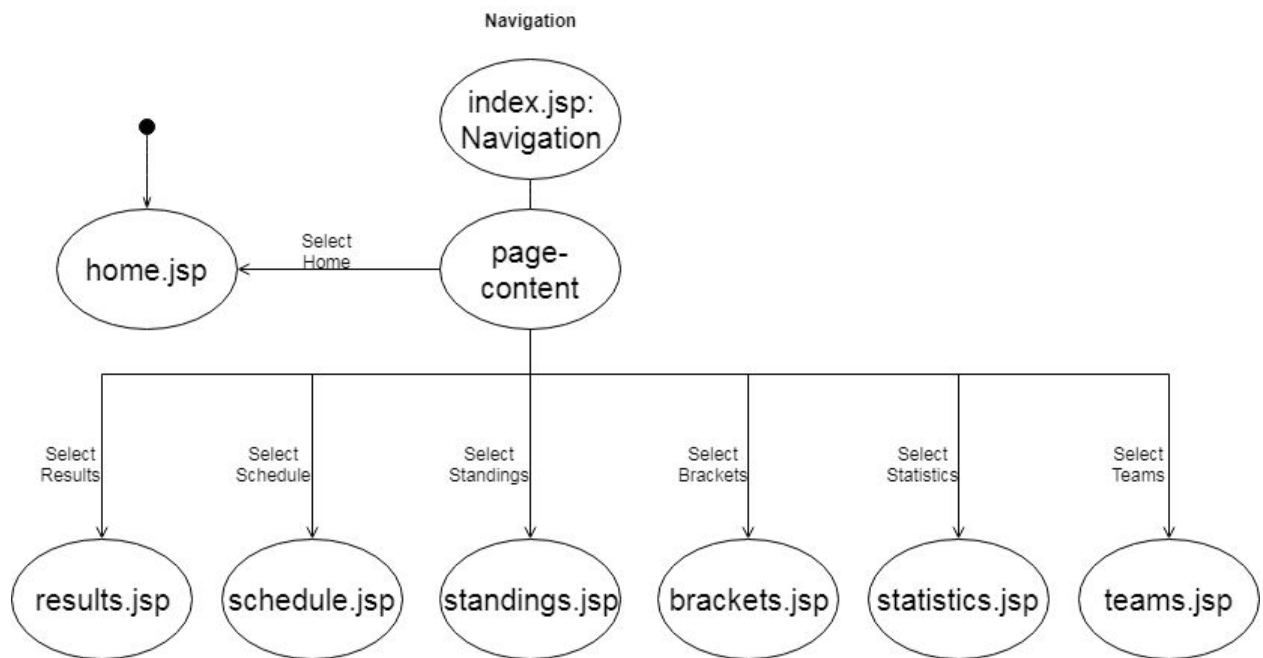 Navigation
index.jsp:
Navigation
home.jsp
Select
Home
page-
content
Select
Results
Select
Schedule
Select
Standings
Select
Brackets
Select
Statistics
Select
Teams
results.jsp
schedule.jsp
standings.jsp
brackets.jsp
statistics.jsp
teams.jsp